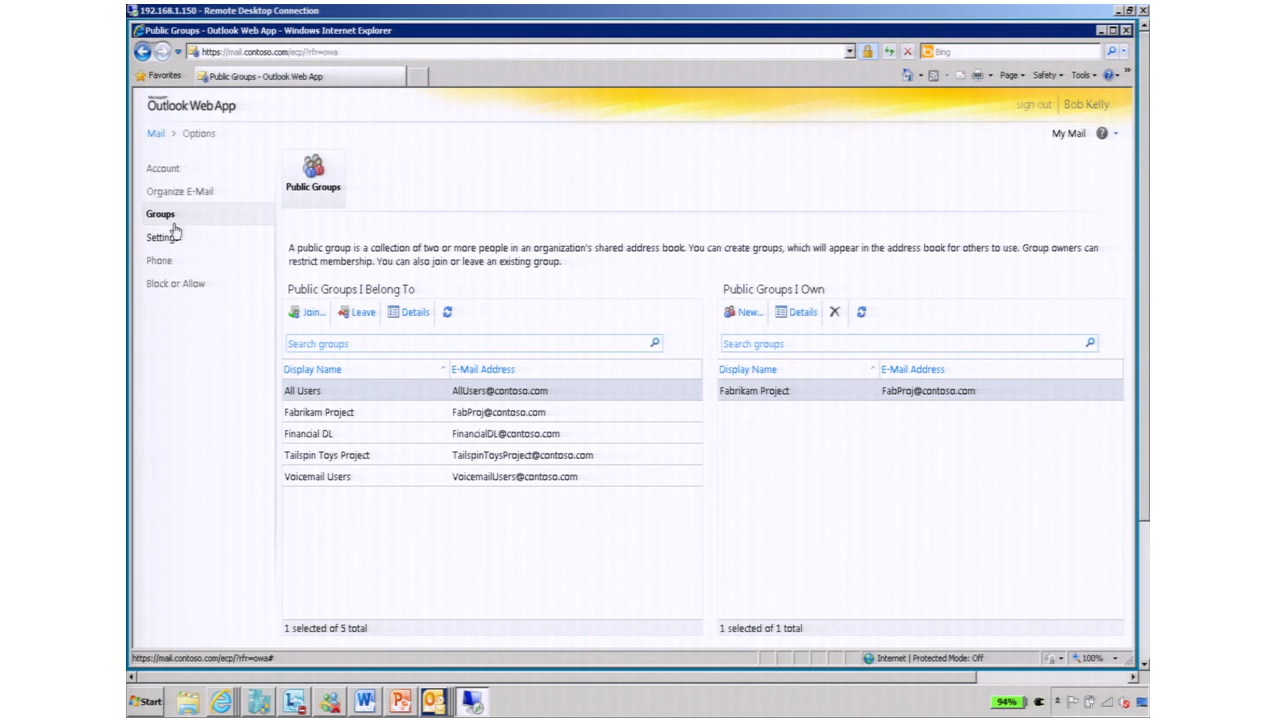 192.168.1.150 - Remote Desktop Connection
Public Groups - Outlook Web App - Windows Internet Explorer
https://mail.contoso.com/ecp/?rfr=owa
Bing
Favorites
Public Groups - Outlook Web App
Page
Safety
Tools
Microsoft
Outlook Web App
sign out | Bob Kelly
Mail > Options
My Mail
Account
Organize E-Mail
Groups
Settings
Phone
Block or Allow
Public Groups
A public group is a collection of two or more people in an organization's shared address book. You can create groups, which will appear in the address book for others to use. Group owners can
restrict membership. You can also join or leave an existing group.
Public Groups I Belong To
Join... Leave Details
Search groups
Display Name E-Mail Address
All Users AllUsers@contoso.com
Fabrikam Project FabProj@contoso.com
Financial DL FinancialDL@contoso.com
Tailspin Toys Project TailspinToysProject@contoso.com
Voicemail Users VoicemailUsers@contoso.com
1 selected of 5 total
Public Groups I Own
New... Details
Search groups
Display Name E-Mail Address
Fabrikam Project FabProj@contoso.com
1 selected of 1 total
https://mail.contoso.com/ecp/?rfr=owa#
Internet | Protected Mode: Off
100%
Start
94%